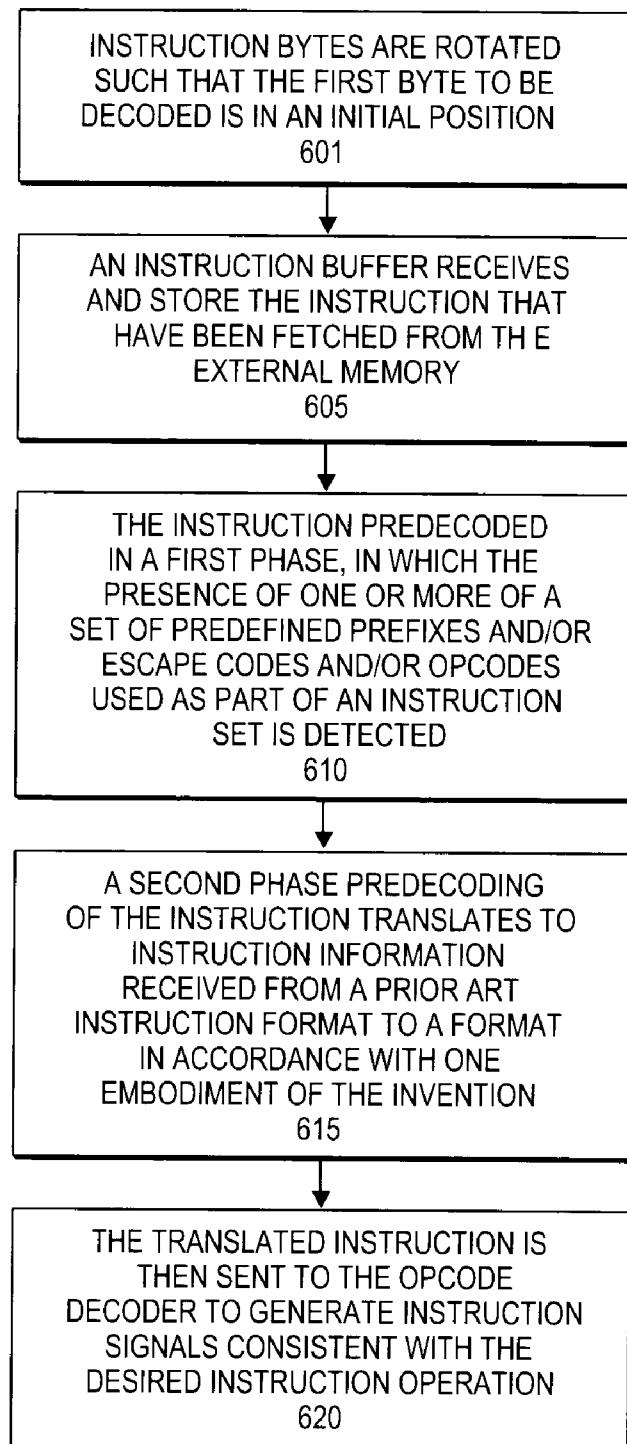 INSTRUCTION BYTES ARE ROTATED
SUCH THAT THE FIRST BYTE TO BE
DECODED IS IN AN INITIAL POSITION
601
AN INSTRUCTION BUFFER RECEIVES
AND STORE THE INSTRUCTION THAT
HAVE BEEN FETCHED FROM TH E
EXTERNAL MEMORY
605
THE INSTRUCTION PREDECODED
IN A FIRST PHASE, IN WHICH THE
PRESENCE OF ONE OR MORE OF A
SET OF PREDEFINED PREFIXES AND/OR
ESCAPE CODES AND/OR OPCODES
USED AS PART OF AN INSTRUCTION
SET IS DETECTED
610
A SECOND PHASE PREDECODING
OF THE INSTRUCTION TRANSLATES TO
INSTRUCTION INFORMATION
RECEIVED FROM A PRIOR ART
INSTRUCTION FORMAT TO A FORMAT
IN ACCORDANCE WITH ONE
EMBODIMENT OF THE INVENTION
615
THE TRANSLATED INSTRUCTION IS
THEN SENT TO THE OPCODE
DECODER TO GENERATE INSTRUCTION
SIGNALS CONSISTENT WITH THE
DESIRED INSTRUCTION OPERATION
620